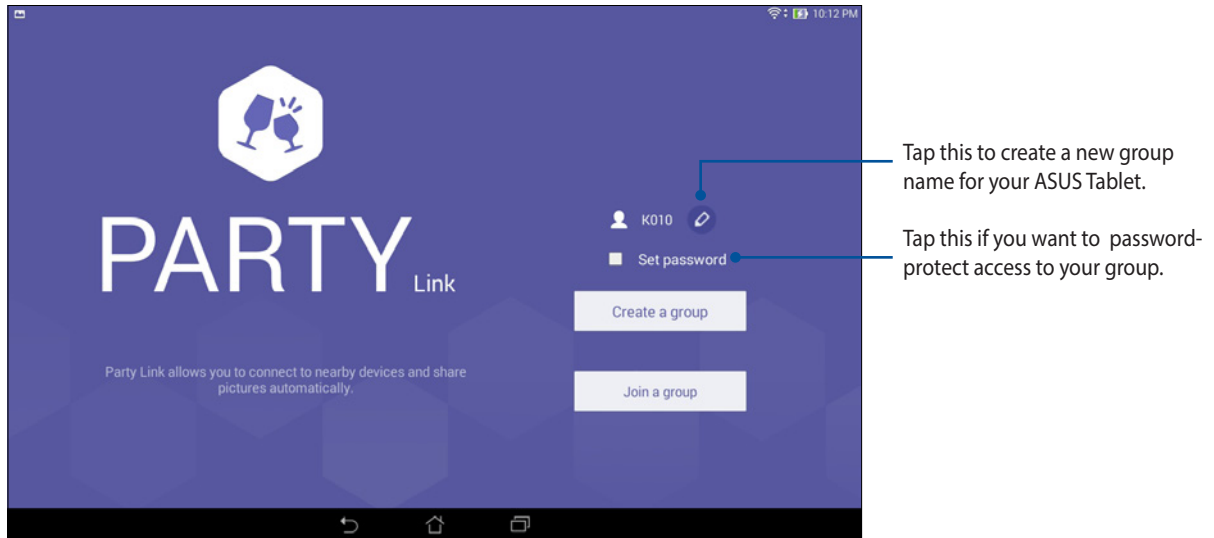 10:12 PM
PARTY Link
Party Link allows you to connect to nearby devices and share
pictures automatically.
K010
Set password
Create a group
Join a group
Tap this to create a new group
name for your ASUS Tablet.
Tap this if you want to password-
protect access to your group.